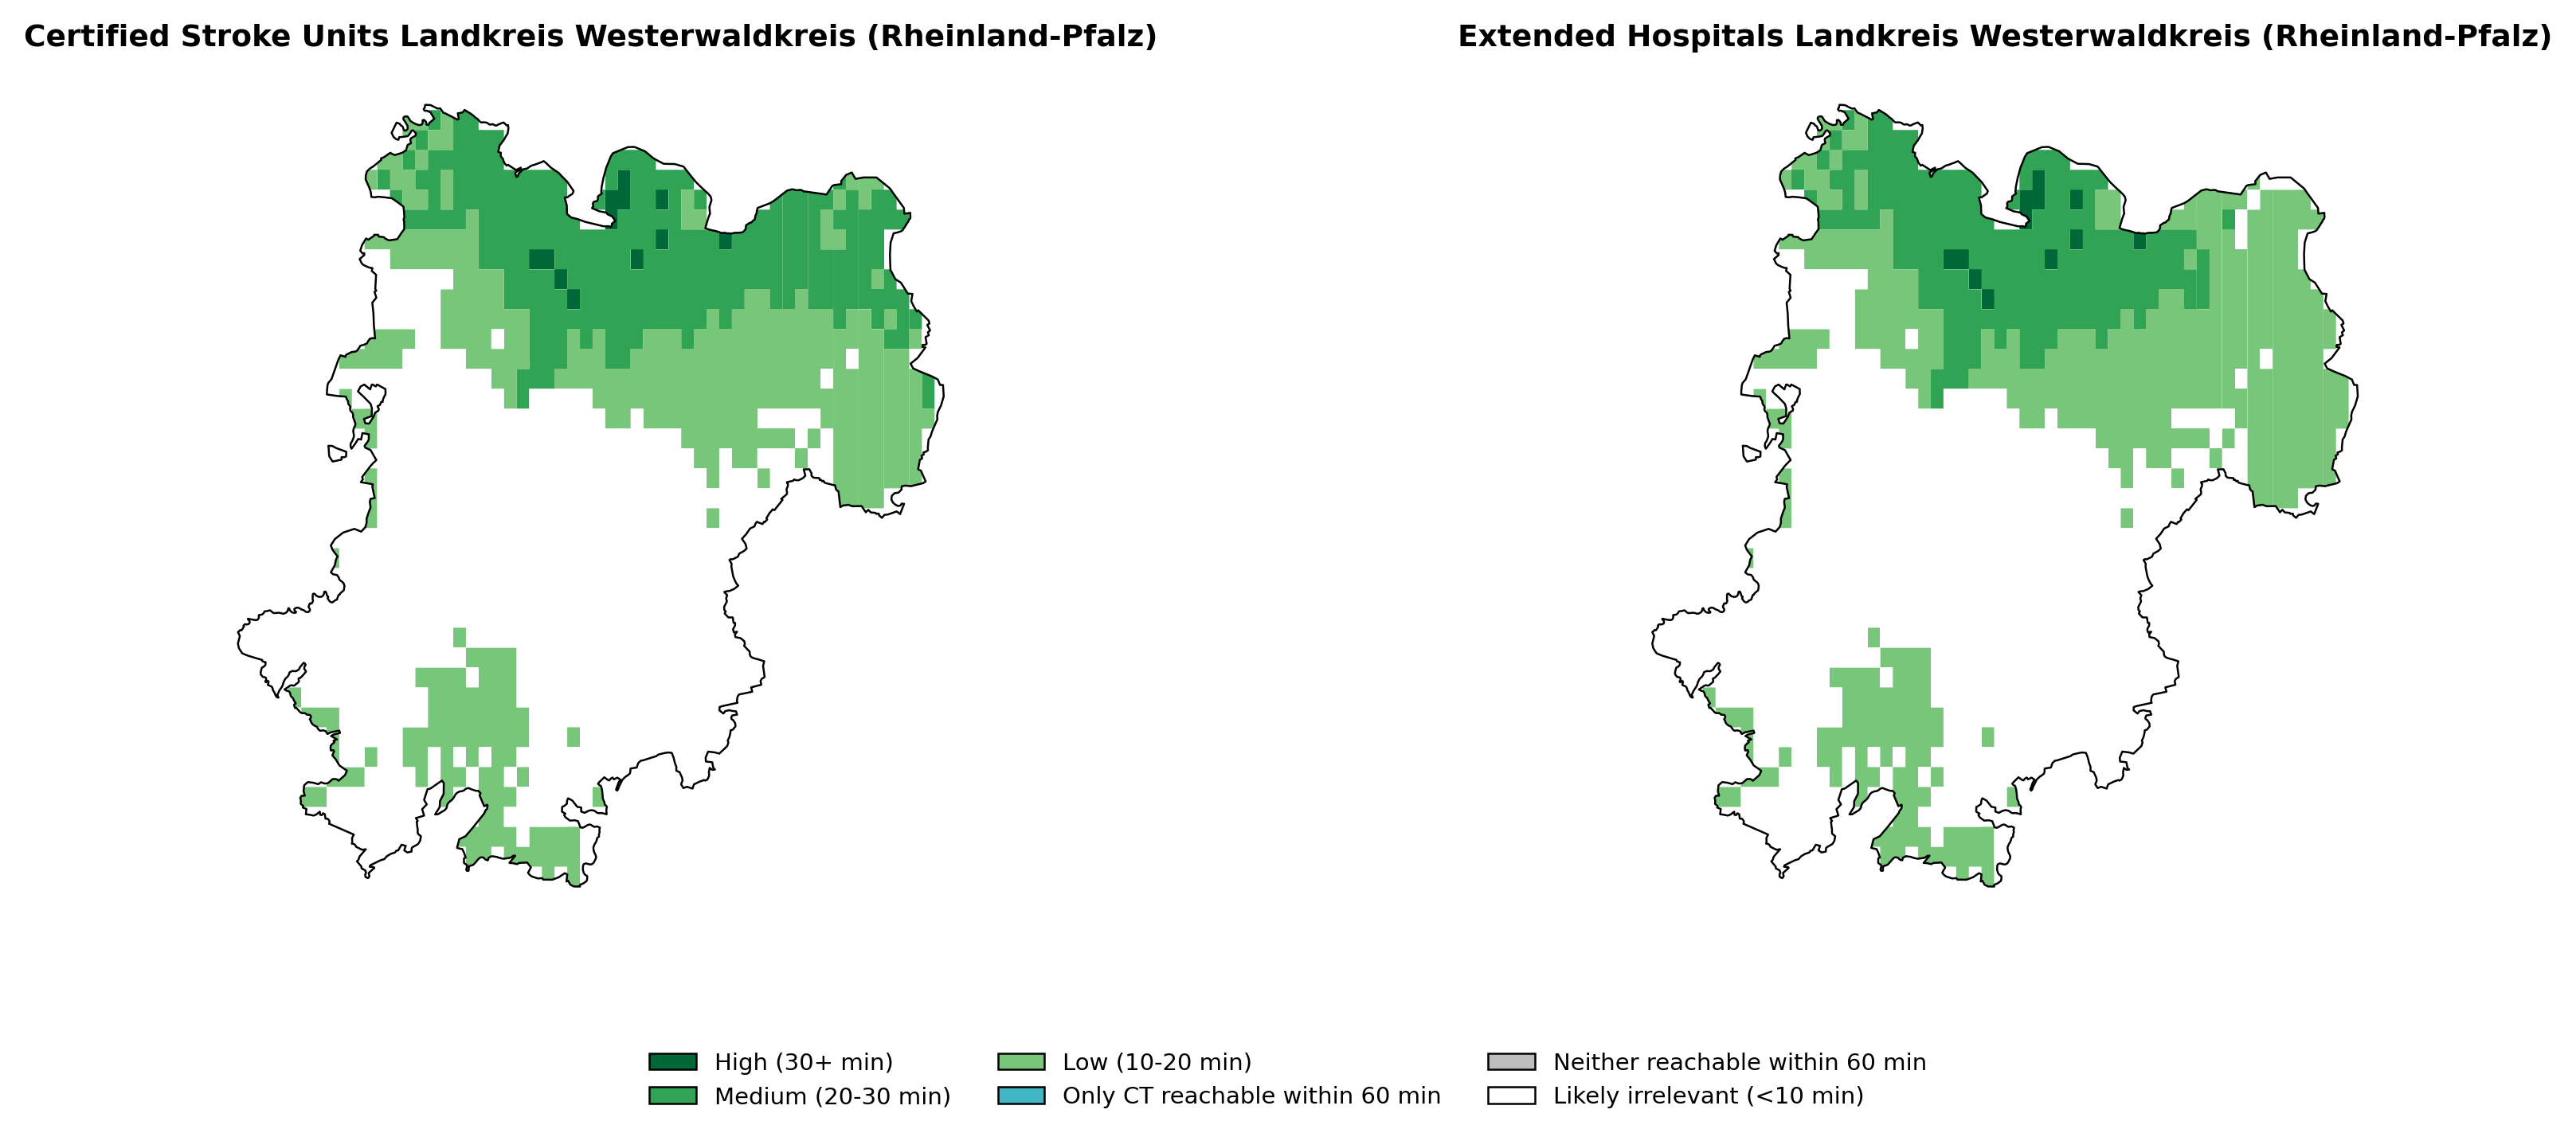 Certified Stroke Units Landkreis Westerwaldkreis (Rheinland-Pfalz)
Extended Hospitals Landkreis Westerwaldkreis (Rheinland-Pfalz)
High (30+ min)
Medium (20-30 min)
Low (10-20 min)
Only CT reachable within 60 min
Neither reachable within 60 min
Likely irrelevant (<10 min)